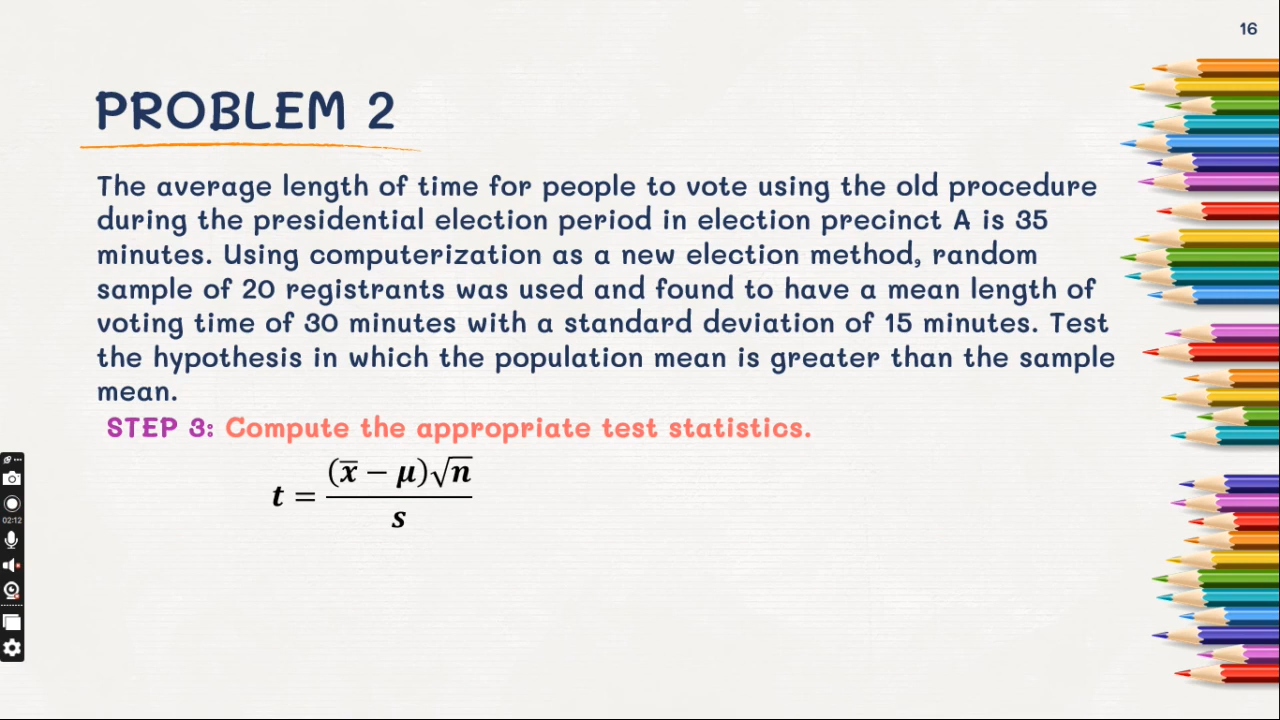 16
PROBLEM 2
The average length of time for people to vote using the old procedure
during the presidential election period in election precinct A is 35
minutes. Using computerization as a new election method, random
sample of 20 registrants was used and found to have a mean length of
voting time of 30 minutes with a standard deviation of 15 minutes. Test
the hypothesis in which the population mean is greater than the sample
mean.
STEP 3: Compute the appropriate test statistics.
t = (x̅ − μ)√n / s
02:12